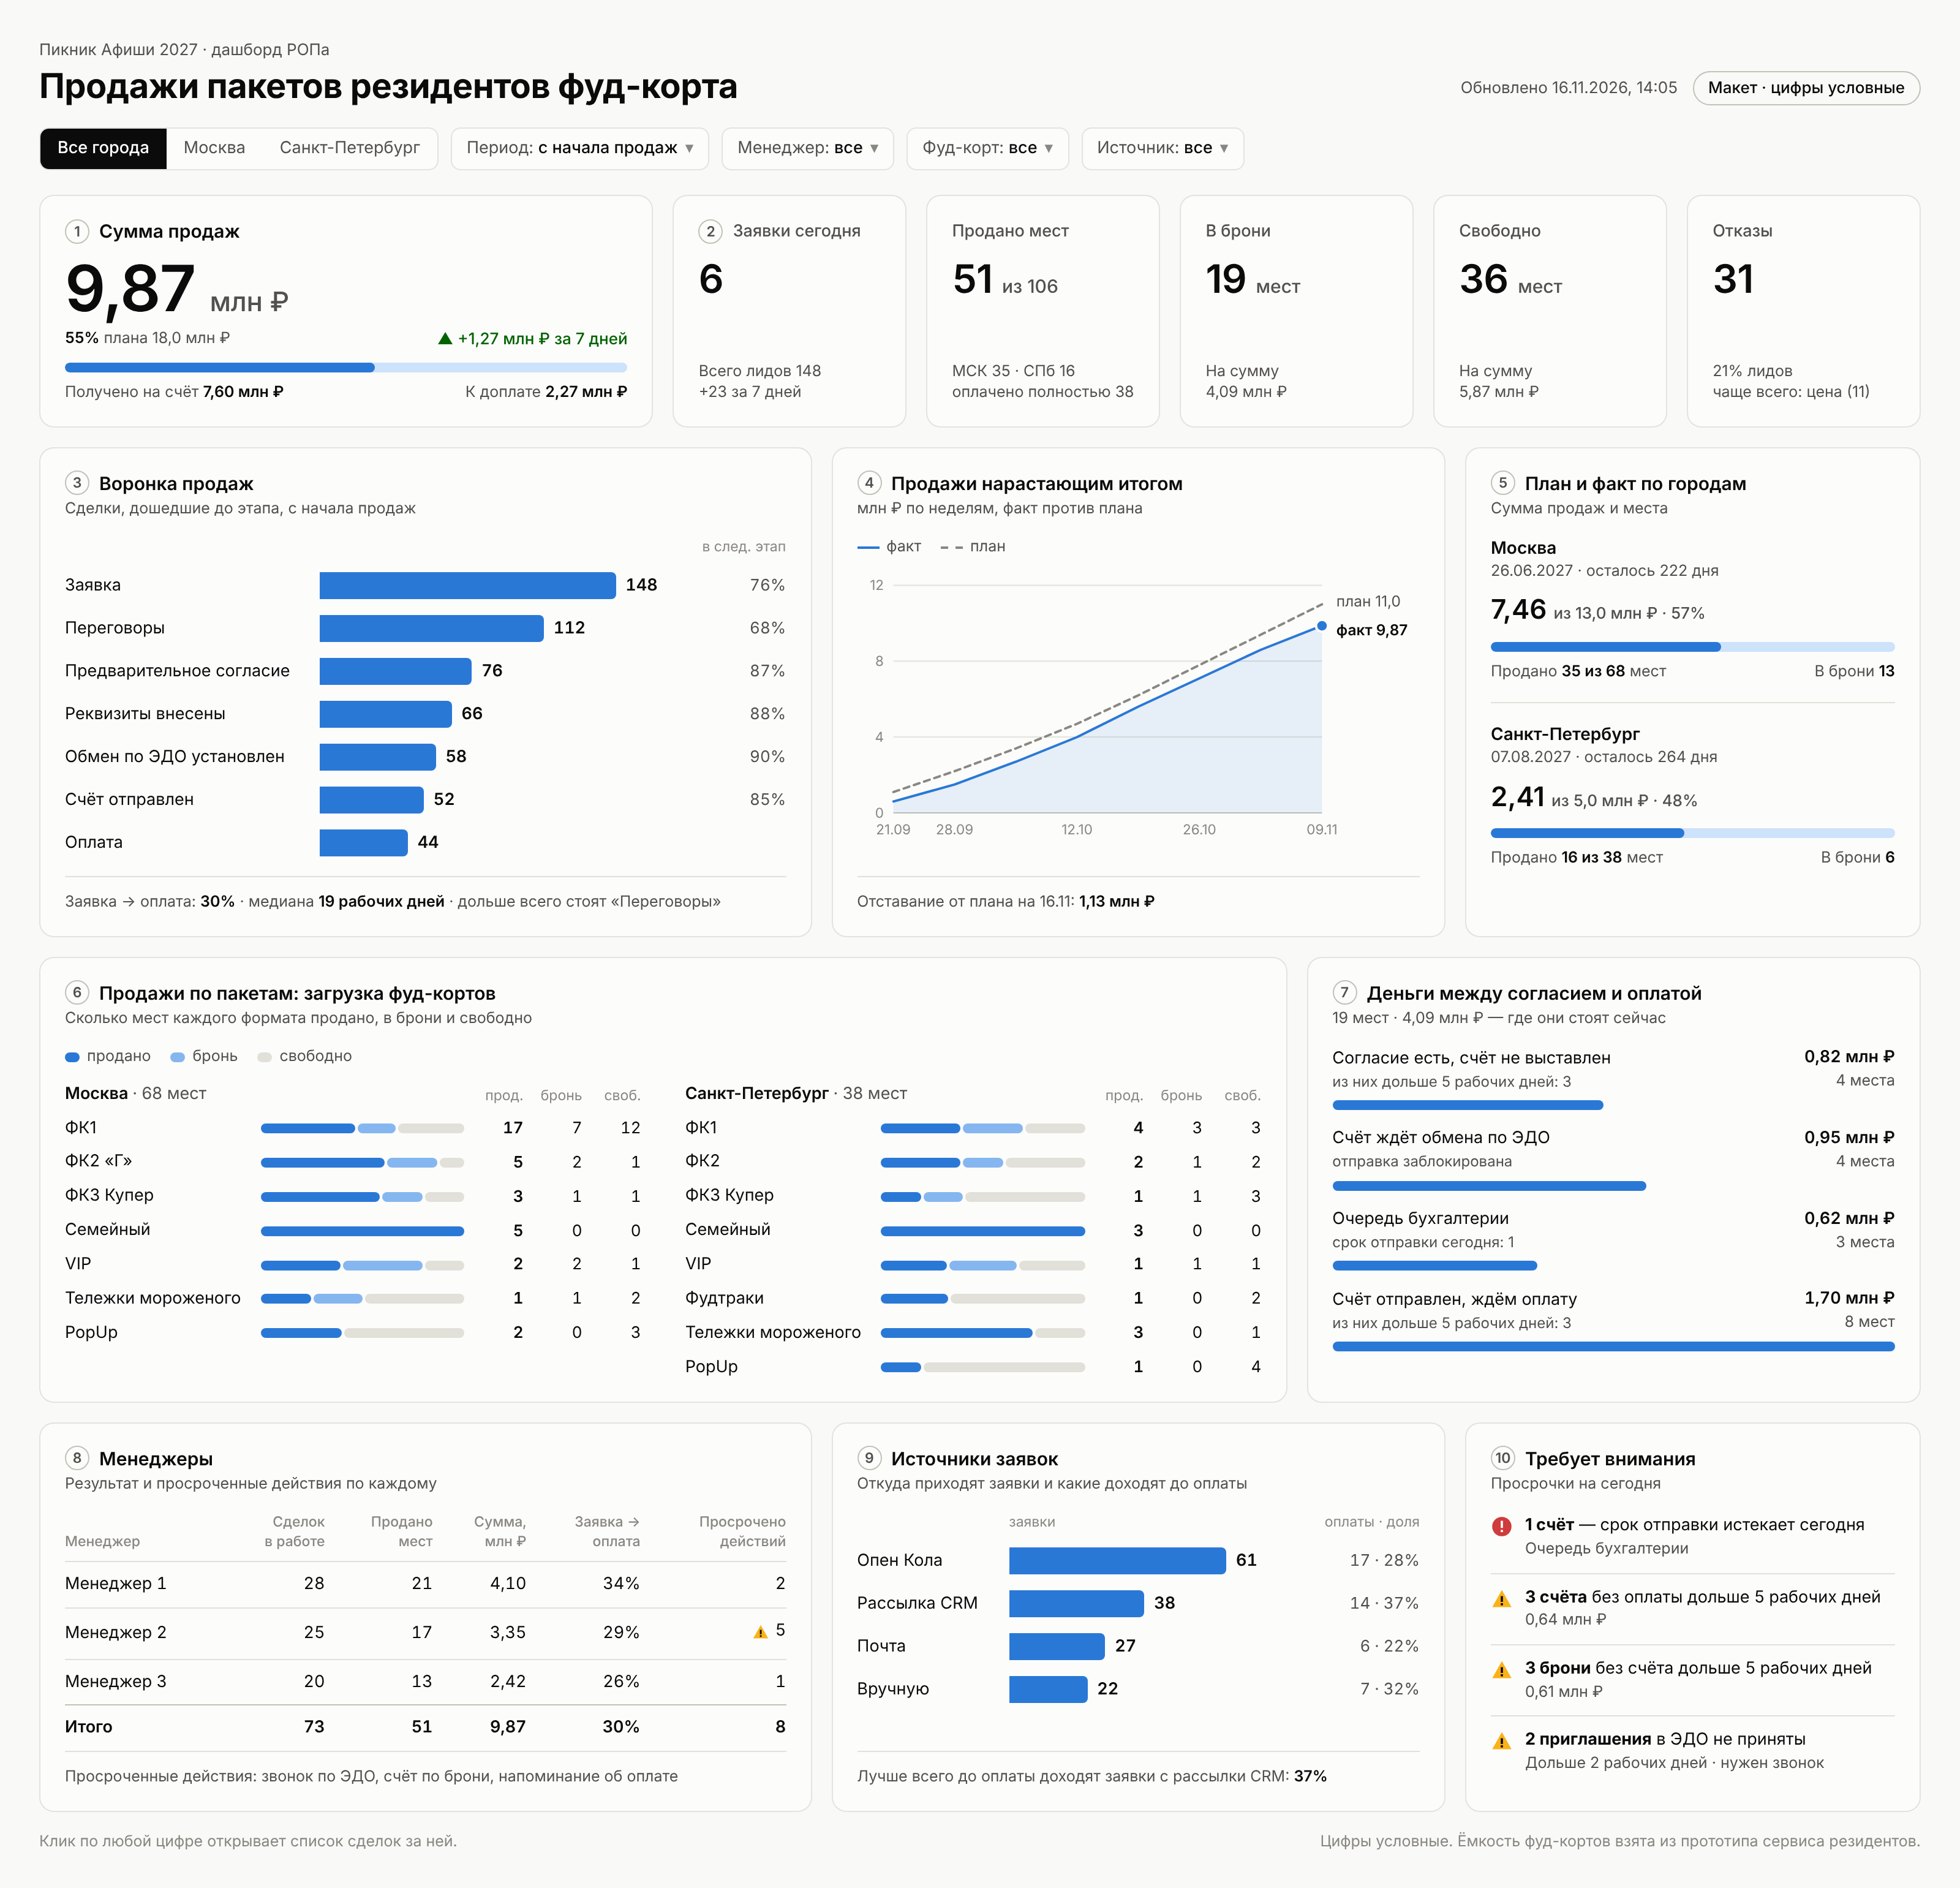 Пикник Афиши 2027 · дашборд РОПа
Продажи пакетов резидентов фуд-корта
Обновлено 16.11.2026, 14:05
Макет · цифры условные
Все города
Москва
Санкт-Петербург
Период: с начала продаж ▾
Менеджер: все ▾
Фуд-корт: все ▾
Источник: все ▾
1 Сумма продаж
9,87 млн ₽
55% плана 18,0 млн ₽
▲ +1,27 млн ₽ за 7 дней
Получено на счёт 7,60 млн ₽
К доплате 2,27 млн ₽
2 Заявки сегодня
6
Всего лидов 148
+23 за 7 дней
Продано мест
51 из 106
МСК 35 · СПб 16
оплачено полностью 38
В брони
19 мест
На сумму
4,09 млн ₽
Свободно
36 мест
На сумму
5,87 млн ₽
Отказы
31
21% лидов
чаще всего: цена (11)
3 Воронка продаж
Сделки, дошедшие до этапа, с начала продаж
в след. этап
Заявка 148 76%
Переговоры 112 68%
Предварительное согласие 76 87%
Реквизиты внесены 66 88%
Обмен по ЭДО установлен 58 90%
Счёт отправлен 52 85%
Оплата 44
Заявка → оплата: 30% · медиана 19 рабочих дней · дольше всего стоят «Переговоры»
4 Продажи нарастающим итогом
млн ₽ по неделям, факт против плана
факт план
12
8
4
0
план 11,0
факт 9,87
21.09 28.09 12.10 26.10 09.11
Отставание от плана на 16.11: 1,13 млн ₽
5 План и факт по городам
Сумма продаж и места
Москва
26.06.2027 · осталось 222 дня
7,46 из 13,0 млн ₽ · 57%
Продано 35 из 68 мест
В брони 13
Санкт-Петербург
07.08.2027 · осталось 264 дня
2,41 из 5,0 млн ₽ · 48%
Продано 16 из 38 мест
В брони 6
6 Продажи по пакетам: загрузка фуд-кортов
Сколько мест каждого формата продано, в брони и свободно
продано бронь свободно
Москва · 68 мест прод. бронь своб.
ФК1 17 7 12
ФК2 «Г» 5 2 1
ФК3 Купер 3 1 1
Семейный 5 0 0
VIP 2 2 1
Тележки мороженого 1 1 2
PopUp 2 0 3
Санкт-Петербург · 38 мест прод. бронь своб.
ФК1 4 3 3
ФК2 2 1 2
ФК3 Купер 1 1 3
Семейный 3 0 0
VIP 1 1 1
Фудтраки 1 0 2
Тележки мороженого 3 0 1
PopUp 1 0 4
7 Деньги между согласием и оплатой
19 мест · 4,09 млн ₽ — где они стоят сейчас
Согласие есть, счёт не выставлен 0,82 млн ₽
из них дольше 5 рабочих дней: 3 4 места
Счёт ждёт обмена по ЭДО 0,95 млн ₽
отправка заблокирована 4 места
Очередь бухгалтерии 0,62 млн ₽
срок отправки сегодня: 1 3 места
Счёт отправлен, ждём оплату 1,70 млн ₽
из них дольше 5 рабочих дней: 3 8 мест
8 Менеджеры
Результат и просроченные действия по каждому
Сделок Продано Сумма, Заявка → Просрочено
Менеджер в работе мест млн ₽ оплата действий
Менеджер 1 28 21 4,10 34% 2
Менеджер 2 25 17 3,35 29% 5
Менеджер 3 20 13 2,42 26% 1
Итого 73 51 9,87 30% 8
Просроченные действия: звонок по ЭДО, счёт по брони, напоминание об оплате
9 Источники заявок
Откуда приходят заявки и какие доходят до оплаты
заявки оплаты · доля
Опен Кола 61 17 · 28%
Рассылка CRM 38 14 · 37%
Почта 27 6 · 22%
Вручную 22 7 · 32%
Лучше всего до оплаты доходят заявки с рассылки CRM: 37%
10 Требует внимания
Просрочки на сегодня
1 счёт — срок отправки истекает сегодня
Очередь бухгалтерии
3 счёта без оплаты дольше 5 рабочих дней
0,64 млн ₽
3 брони без счёта дольше 5 рабочих дней
0,61 млн ₽
2 приглашения в ЭДО не приняты
Дольше 2 рабочих дней · нужен звонок
Клик по любой цифре открывает список сделок за ней.
Цифры условные. Ёмкость фуд-кортов взята из прототипа сервиса резидентов.